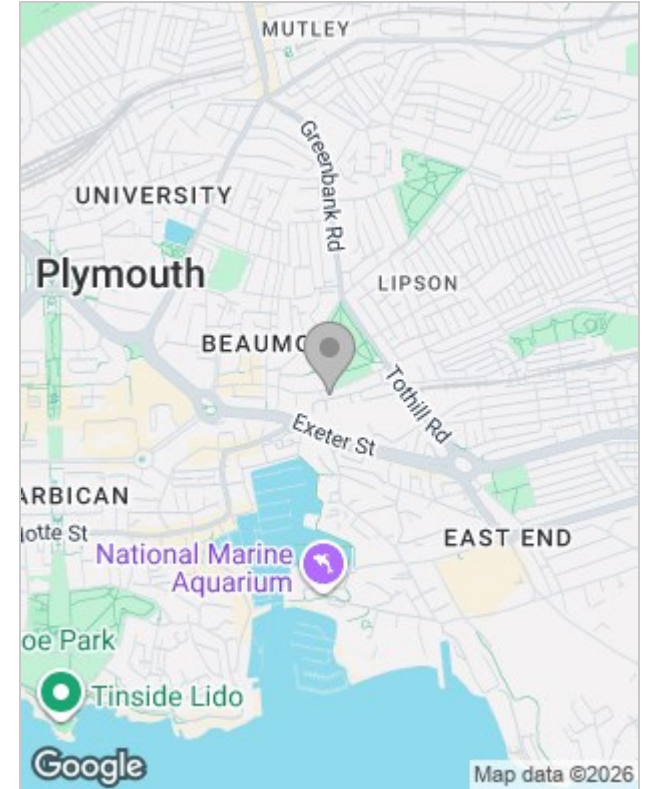 MUTLEY
Greenbank Rd
UNIVERSITY
Plymouth
LIPSON
BEAUMO
Tothill Rd
Exeter St
ARBICAN
lotte St
EAST END
National Marine
Aquarium
oe Park
Tinside Lido
Google
Map data ©2026